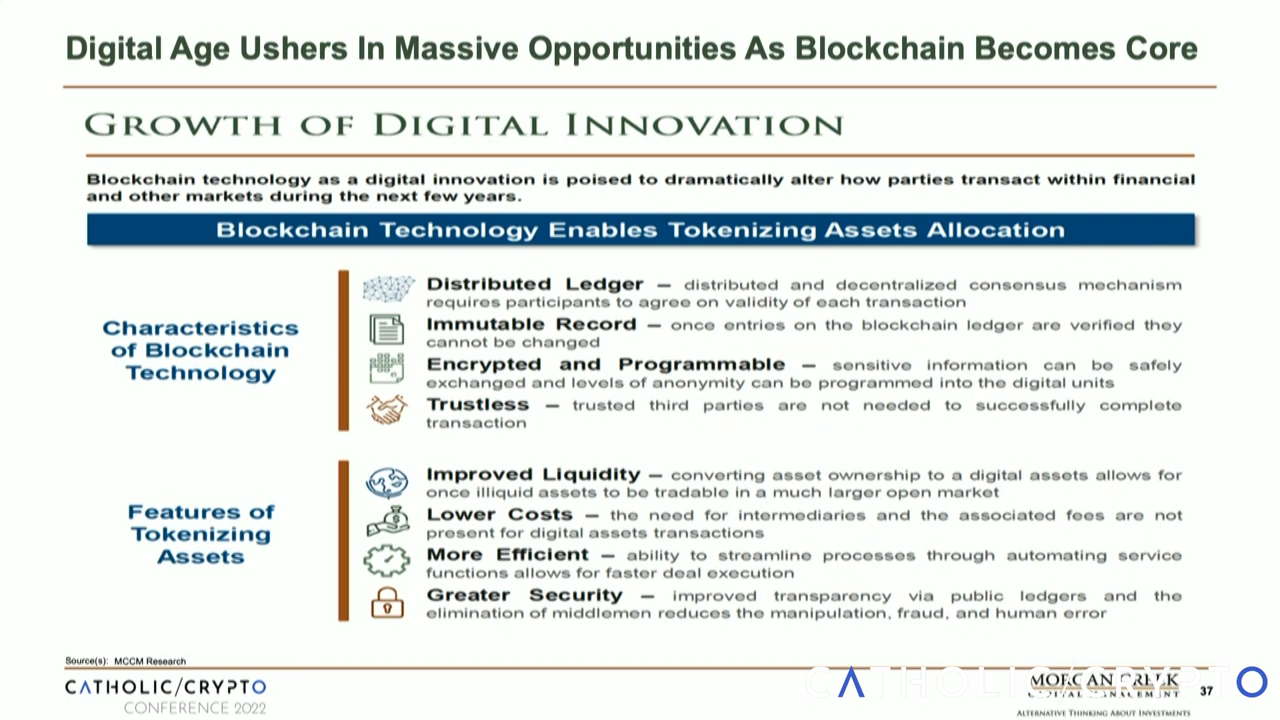 Digital Age Ushers In Massive Opportunities As Blockchain Becomes Core
GROWTH OF DIGITAL INNOVATION
Blockchain technology as a digital innovation is poised to dramatically alter how parties transact within financial
and other markets during the next few years.
Blockchain Technology Enables Tokenizing Assets Allocation
Characteristics
of Blockchain
Technology
Distributed Ledger – distributed and decentralized consensus mechanism
requires participants to agree on validity of each transaction
Immutable Record – once entries on the blockchain ledger are verified they
cannot be changed
Encrypted and Programmable – sensitive information can be safely
exchanged and levels of anonymity can be programmed into the digital units
Trustless – trusted third parties are not needed to successfully complete
transaction
Features of
Tokenizing
Assets
Improved Liquidity – converting asset ownership to a digital assets allows for
once illiquid assets to be tradable in a much larger open market
Lower Costs – the need for intermediaries and the associated fees are not
present for digital assets transactions
More Efficient – ability to streamline processes through automating service
functions allows for faster deal execution
Greater Security – improved transparency via public ledgers and the
elimination of middlemen reduces the manipulation, fraud, and human error
Source(s): MCCM Research
CATHOLIC/CRYPTO
CONFERENCE 2022
CATHOLIC/CRYPTO
MORGAN CREEK
CAPITAL MANAGEMENT
ALTERNATIVE THINKING ABOUT INVESTMENTS
37